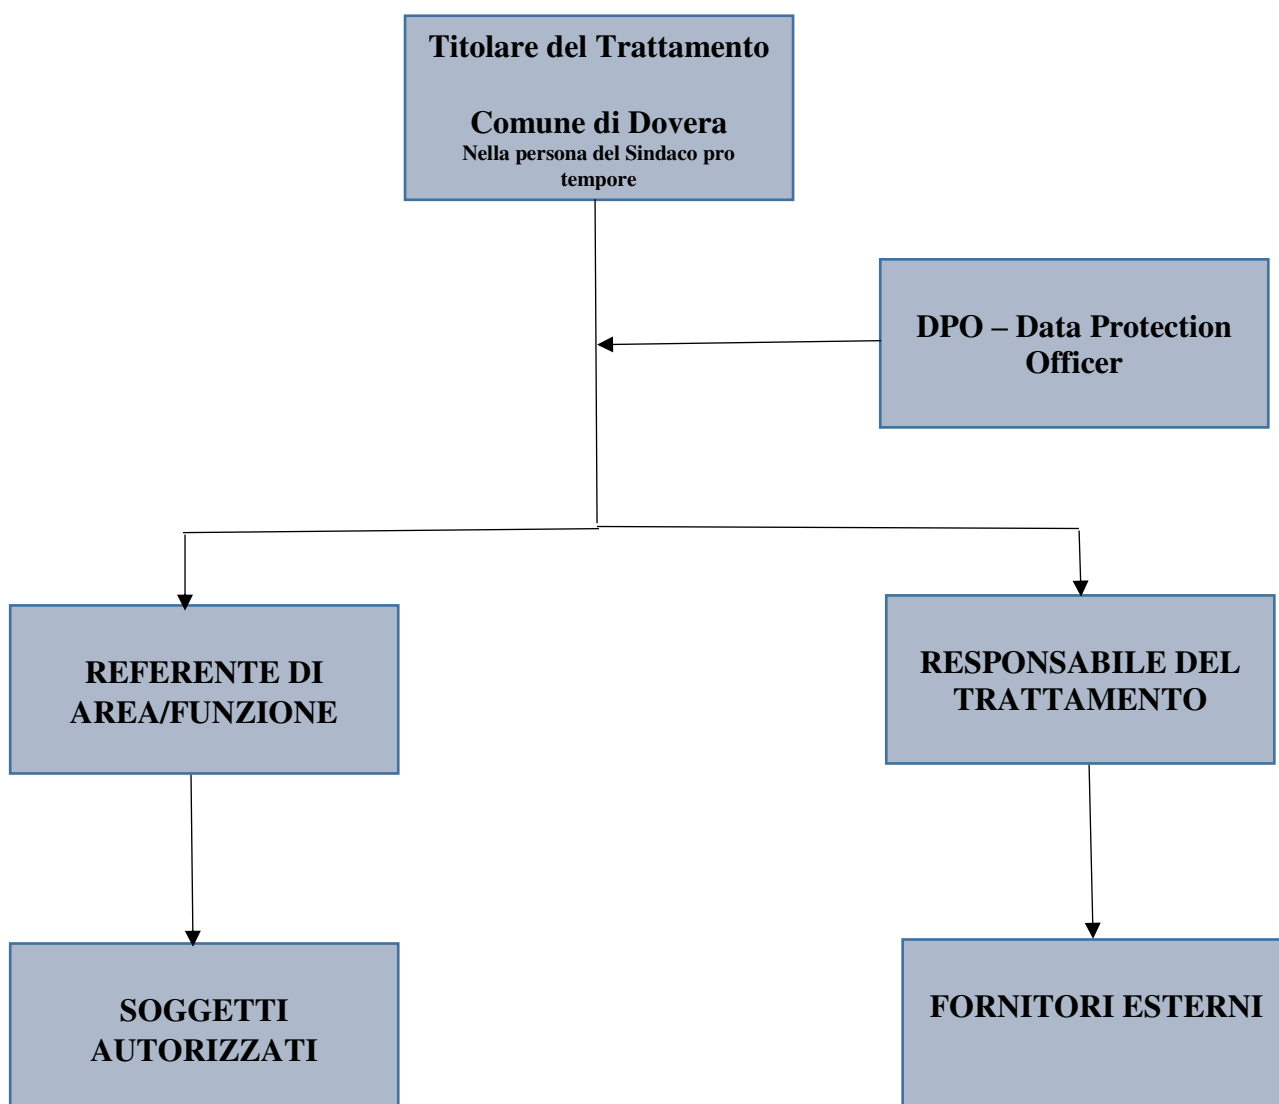 Titolare del Trattamento
Comune di Dovera
Nella persona del Sindaco pro
tempore
DPO – Data Protection
Officer
REFERENTE DI
AREA/FUNZIONE
RESPONSABILE DEL
TRATTAMENTO
SOGGETTI
AUTORIZZATI
FORNITORI ESTERNI